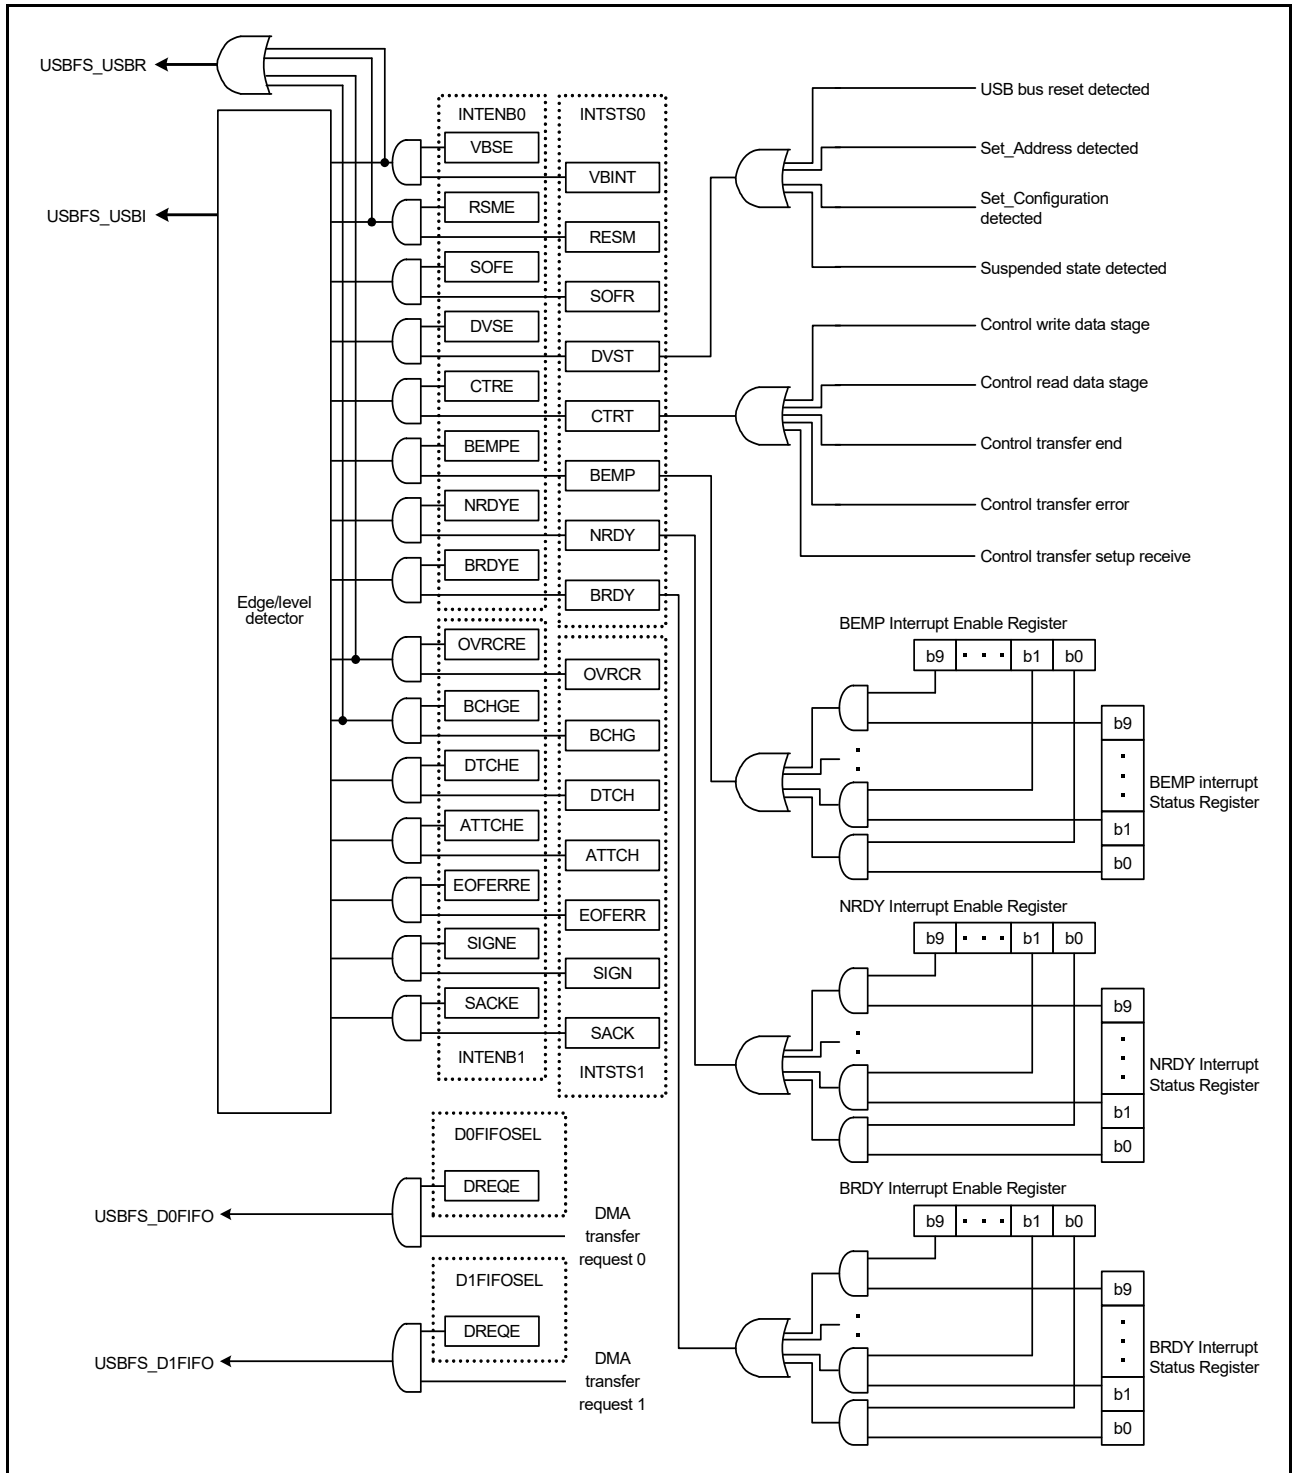 USBFS_USBR
USBFS_USBI
Edge/level
detector
INTENB0
VBSE
RSME
SOFE
DVSE
CTRE
BEMPE
NRDYE
BRDYE
OVRCRE
BCHGE
DTCHE
ATTCHE
EOFERRE
SIGNE
SACKE
INTENB1
INTSTS0
VBINT
RESM
SOFR
DVST
CTRT
BEMP
NRDY
BRDY
OVRCR
BCHG
DTCH
ATTCH
EOFERR
SIGN
SACK
INTSTS1
USB bus reset detected
Set_Address detected
Set_Configuration
detected
Suspended state detected
Control write data stage
Control read data stage
Control transfer end
Control transfer error
Control transfer setup receive
BEMP Interrupt Enable Register
b9 b1 b0
b9
BEMP interrupt
Status Register
b1
b0
NRDY Interrupt Enable Register
b9 b1 b0
b9
NRDY Interrupt
Status Register
b1
b0
BRDY Interrupt Enable Register
b9 b1 b0
b9
BRDY Interrupt
Status Register
b1
b0
D0FIFOSEL
DREQE
USBFS_D0FIFO
DMA
transfer
request 0
D1FIFOSEL
DREQE
USBFS_D1FIFO
DMA
transfer
request 1